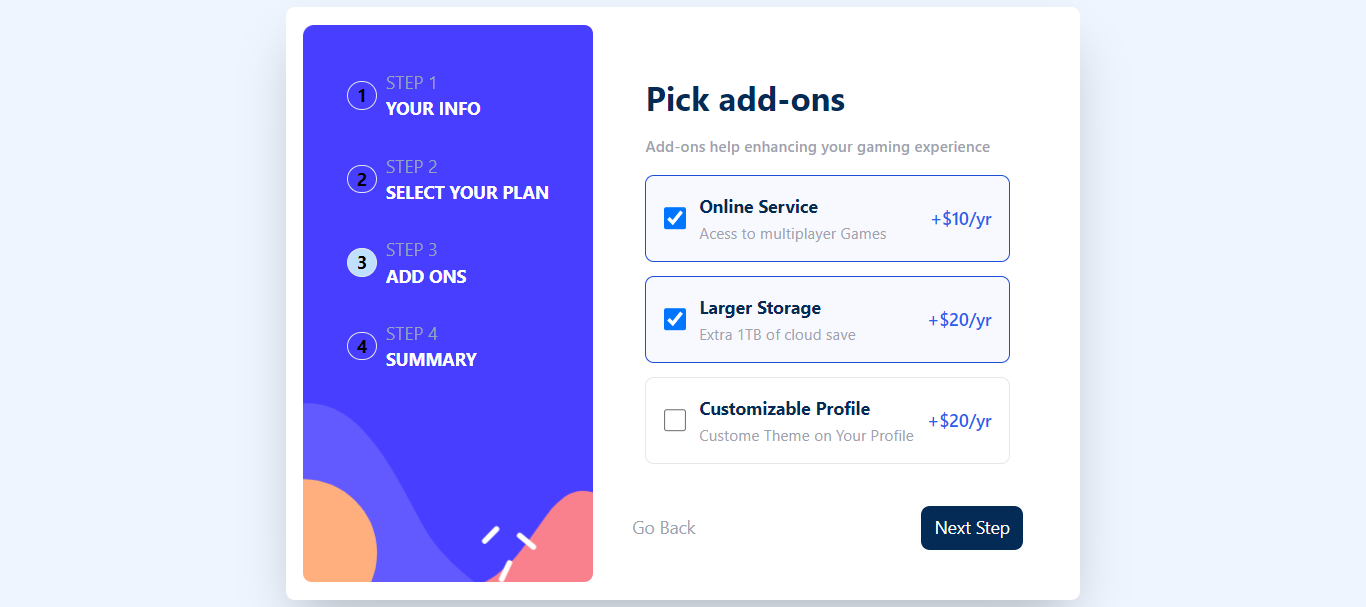 1
STEP 1
YOUR INFO
2
STEP 2
SELECT YOUR PLAN
3
STEP 3
ADD ONS
4
STEP 4
SUMMARY
Pick add-ons
Add-ons help enhancing your gaming experience
Online Service
Acess to multiplayer Games
+$10/yr
Larger Storage
Extra 1TB of cloud save
+$20/yr
Customizable Profile
Custome Theme on Your Profile
+$20/yr
Go Back
Next Step